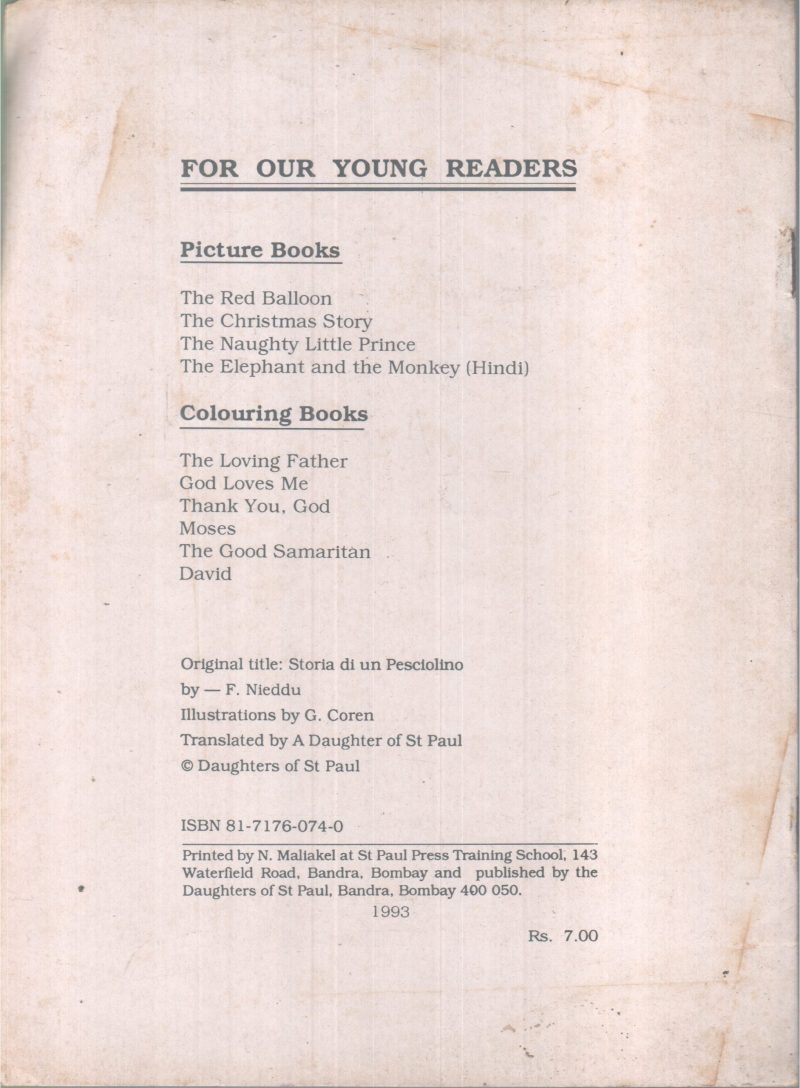 FOR OUR YOUNG READERS
Picture Books
The Red Balloon
The Christmas Story
The Naughty Little Prince
The Elephant and the Monkey (Hindi)
Colouring Books
The Loving Father
God Loves Me
Thank You, God
Moses
The Good Samaritan
David
Original title: Storia di un Pesciolino
by — F. Nieddu
Illustrations by G. Coren
Translated by A Daughter of St Paul
© Daughters of St Paul
ISBN 81-7176-074-0
Printed by N. Maliakel at St Paul Press Training School, 143
Waterfield Road, Bandra, Bombay and published by the
Daughters of St Paul, Bandra, Bombay 400 050.
1993
Rs. 7.00